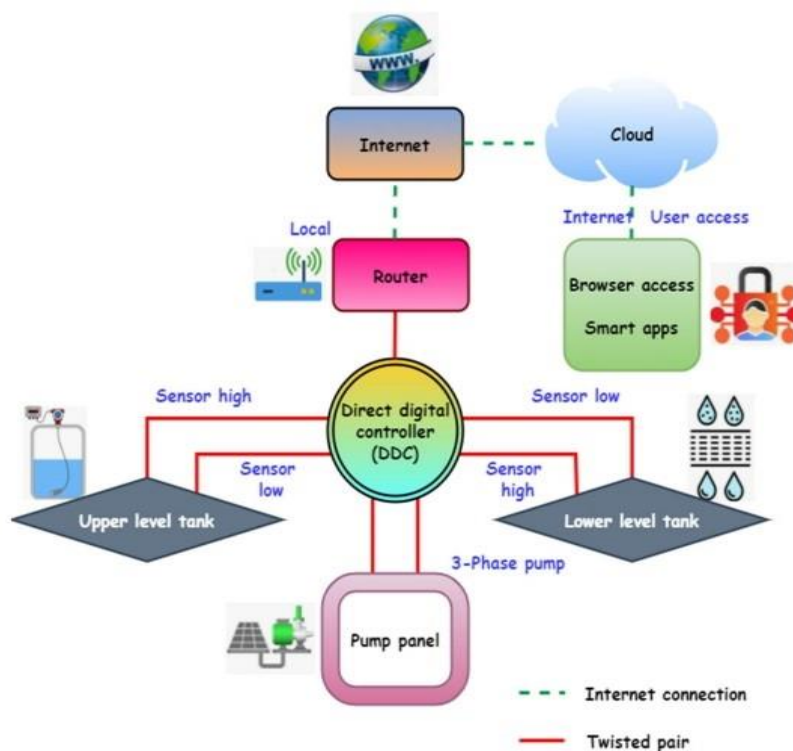 WWW.
Internet
Cloud
Local
Internet User access
Router
Browser access
Smart apps
Sensor high
Sensor low
Direct digital
controller
(DDC)
Sensor
low
Sensor
high
Upper level tank
Lower level tank
3-Phase pump
Pump panel
Internet connection
Twisted pair